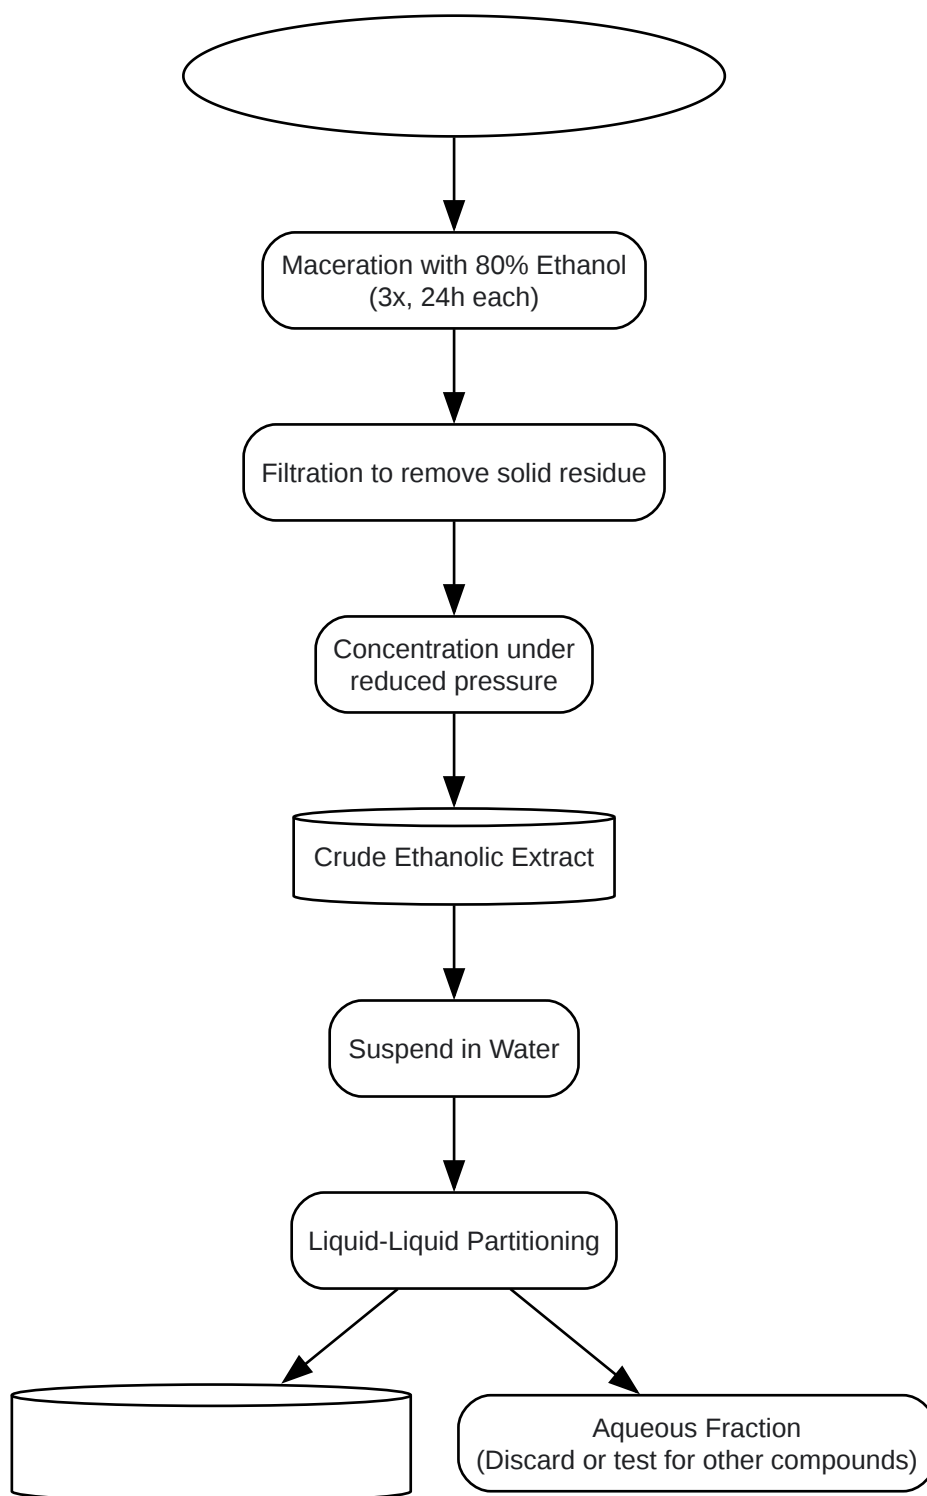 Maceration with 80% Ethanol
(3x, 24h each)
Filtration to remove solid residue
Concentration under
reduced pressure
Crude Ethanolic Extract
Suspend in Water
Liquid-Liquid Partitioning
Aqueous Fraction
(Discard or test for other compounds)